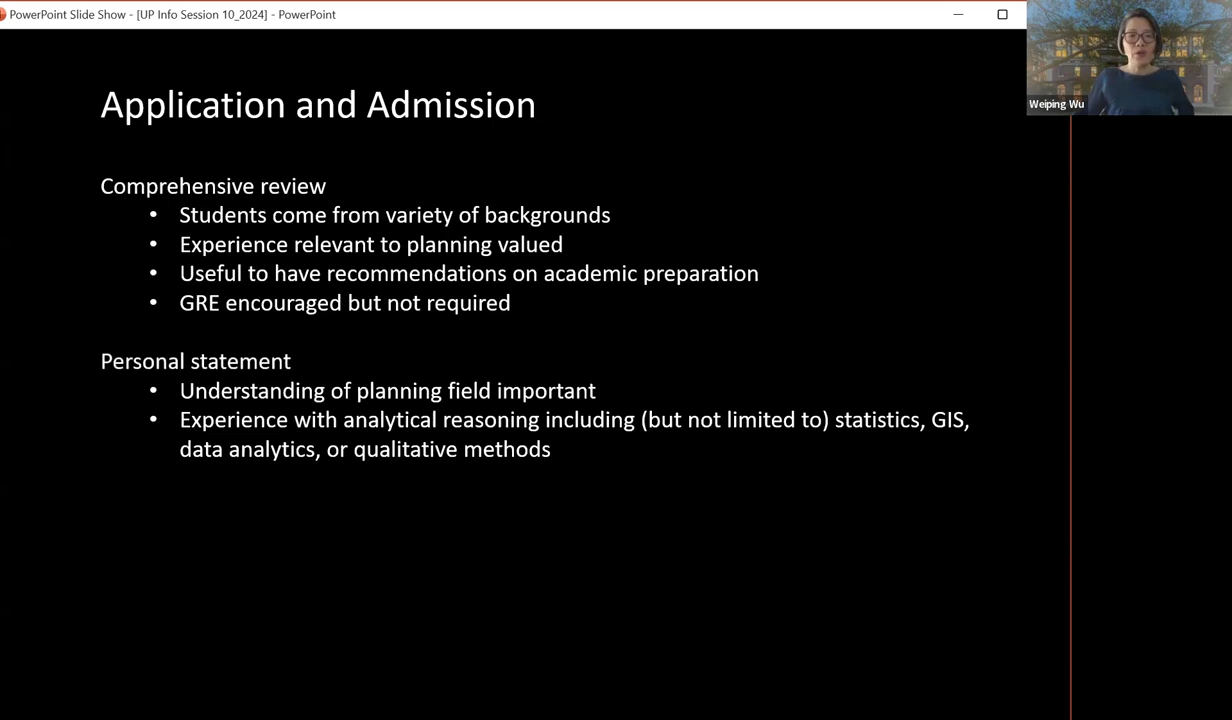 PowerPoint Slide Show - [UP Info Session 10_2024] - PowerPoint
Weiping Wu
Application and Admission
Comprehensive review
• Students come from variety of backgrounds
• Experience relevant to planning valued
• Useful to have recommendations on academic preparation
• GRE encouraged but not required
Personal statement
• Understanding of planning field important
• Experience with analytical reasoning including (but not limited to) statistics, GIS,
data analytics, or qualitative methods